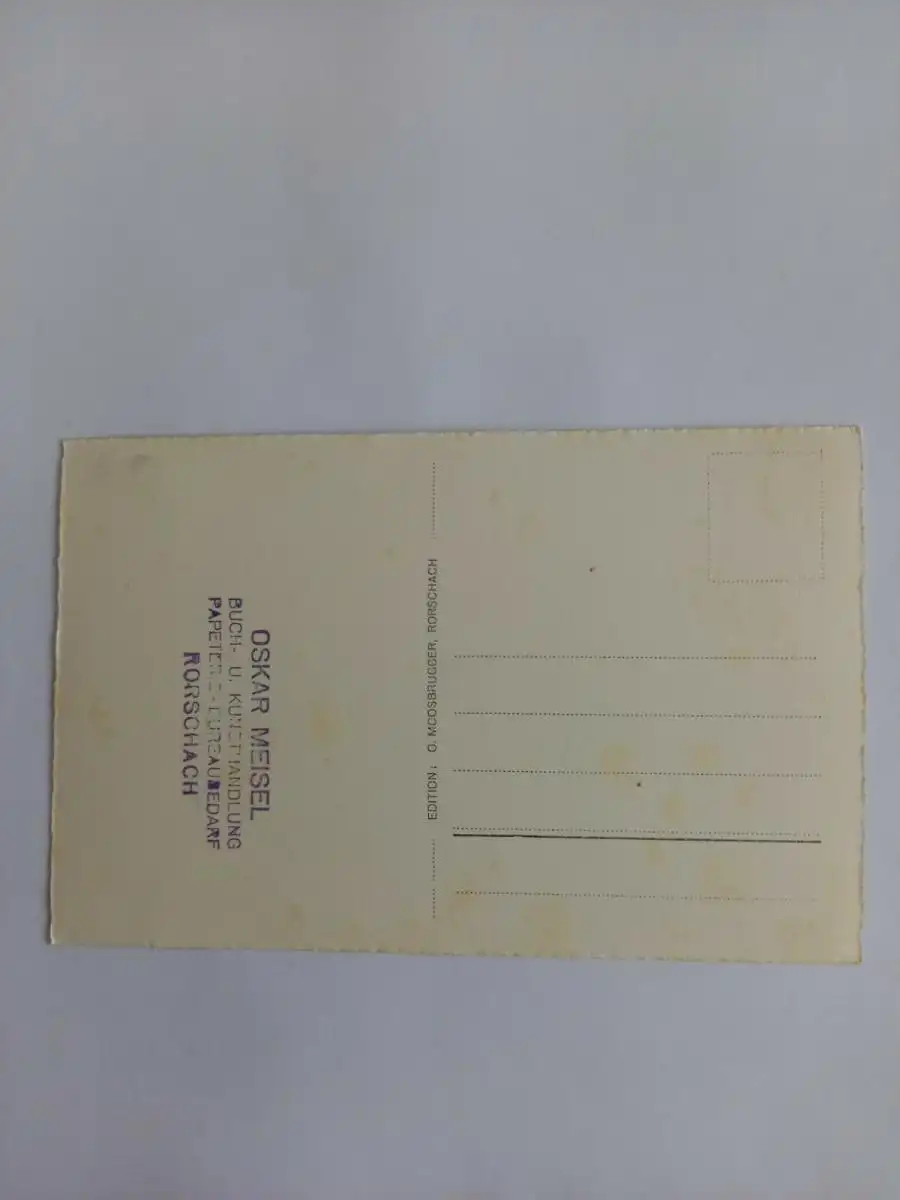 OSKAR MEISEL
BUCH- U. KUNSTHANDLUNG
PAPETERIE - BUREAUBEDARF
RORSCHACH
EDITION: O. MOOSBRUGGER, RORSCHACH